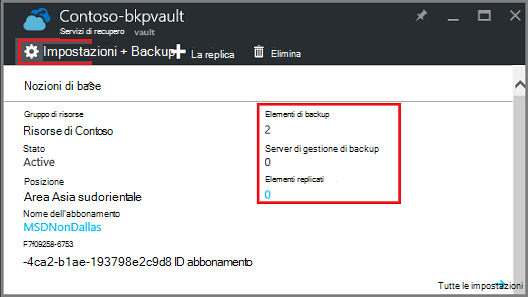 Contoso-bkpvault
Servizi di recupero vault
Impostazioni + Backup
La replica
Elimina
Nozioni di base
Gruppo di risorse
Risorse di Contoso
Stato
Active
Posizione
Area Asia sudorientale
Nome dell'abbonamento
MSDNonDallas
F7f09258-6753
-4ca2-b1ae-193798e2c9d8 ID abbonamento
Elementi di backup
2
Server di gestione di backup
0
Elementi replicati
0
Tutte le impostazioni